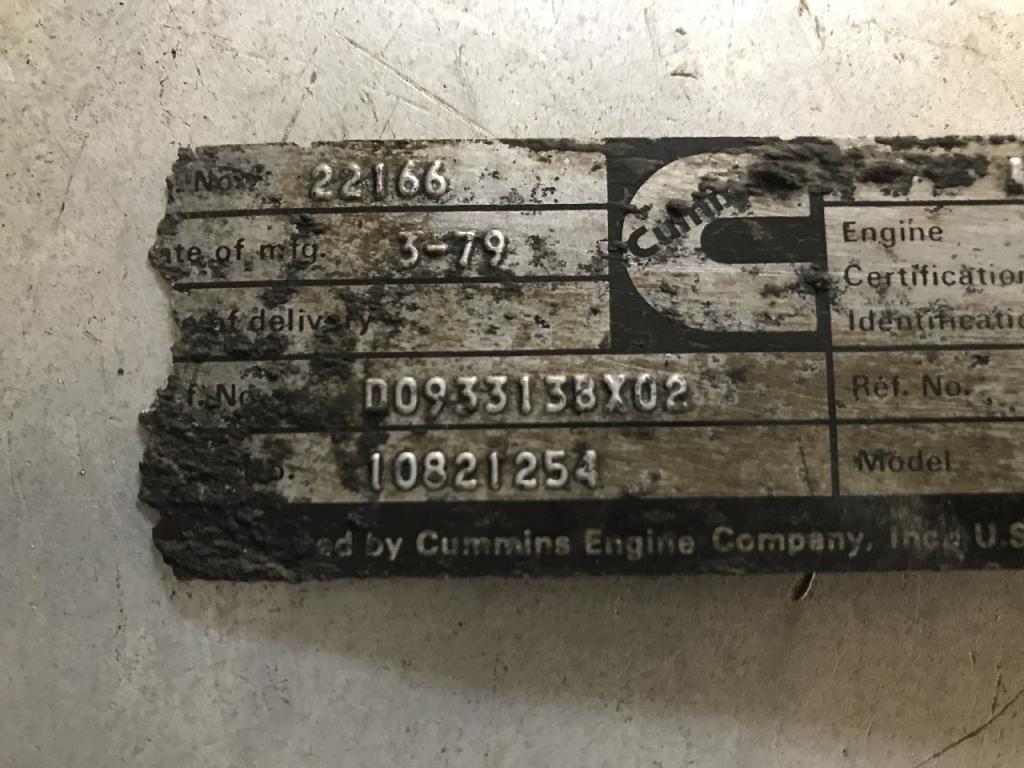 No. 22166
Cummins
ate of mfg. 3-79
Engine
Certification
of delivery
Identificatio
f. No. D0933138X02
Ref. No.
o. 10821254
Model
ed by Cummins Engine Company, Inc. U.S